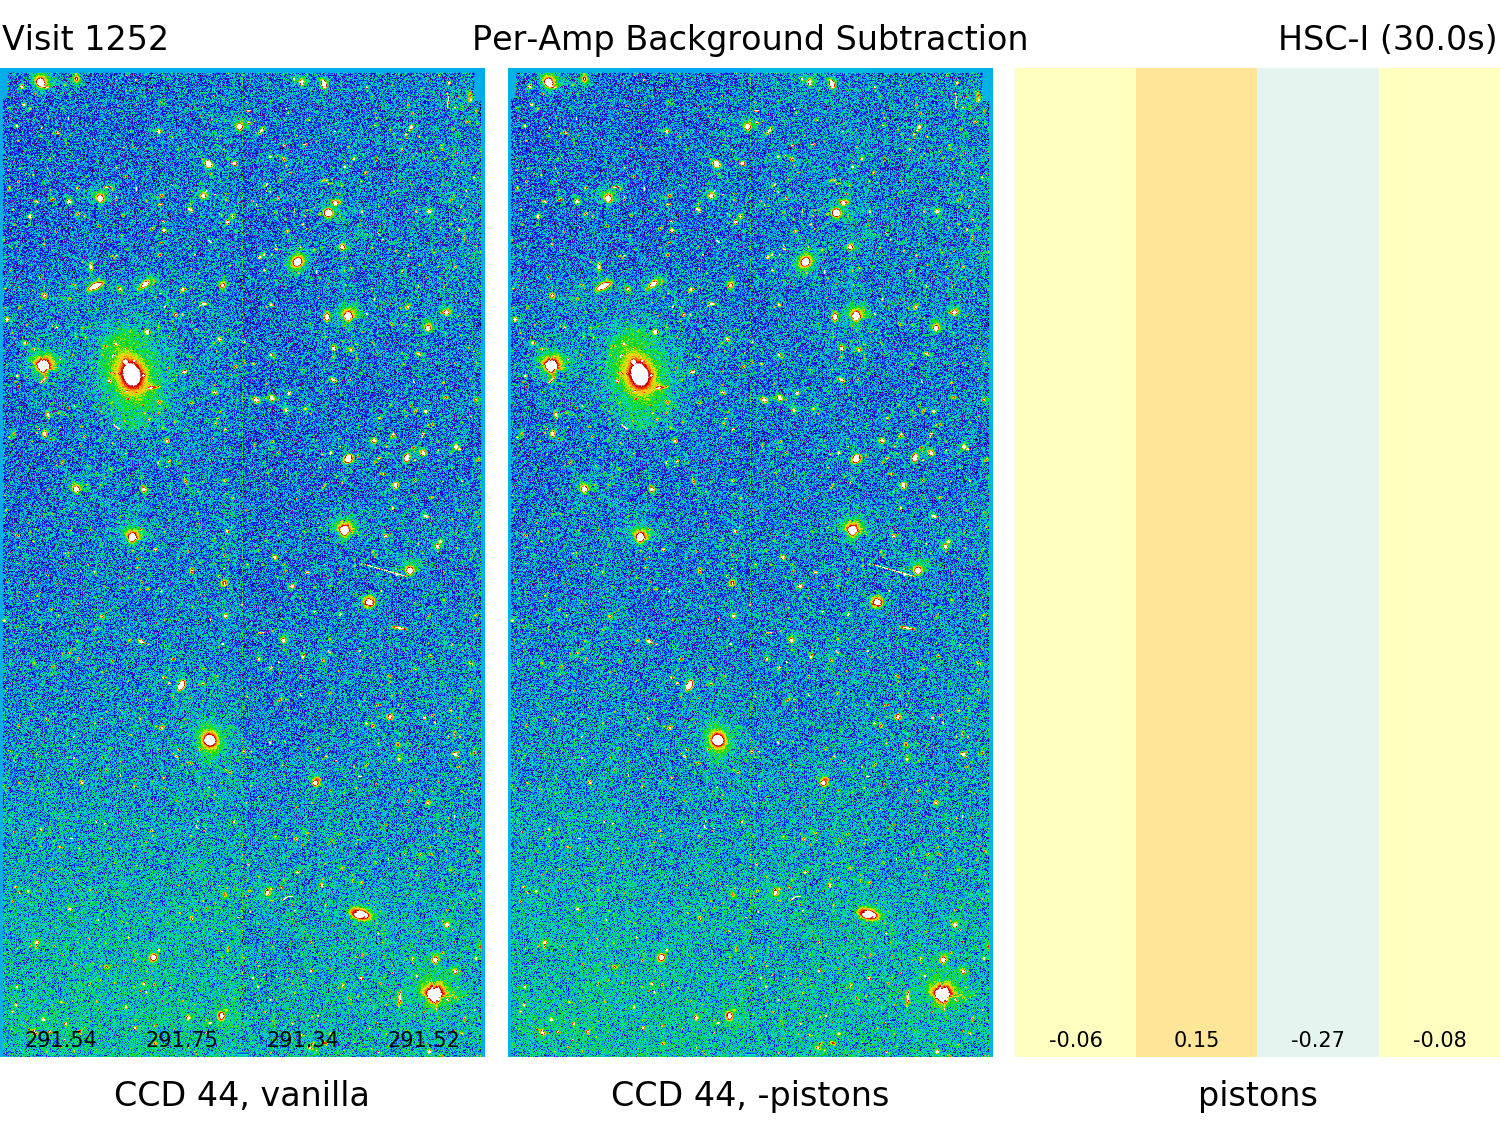 Visit 1252 Per-Amp Background Subtraction HSC-I (30.0s)
291.54 291.75 291.34 291.52 -0.06 0.15 -0.27 -0.08
CCD 44, vanilla CCD 44, -pistons pistons